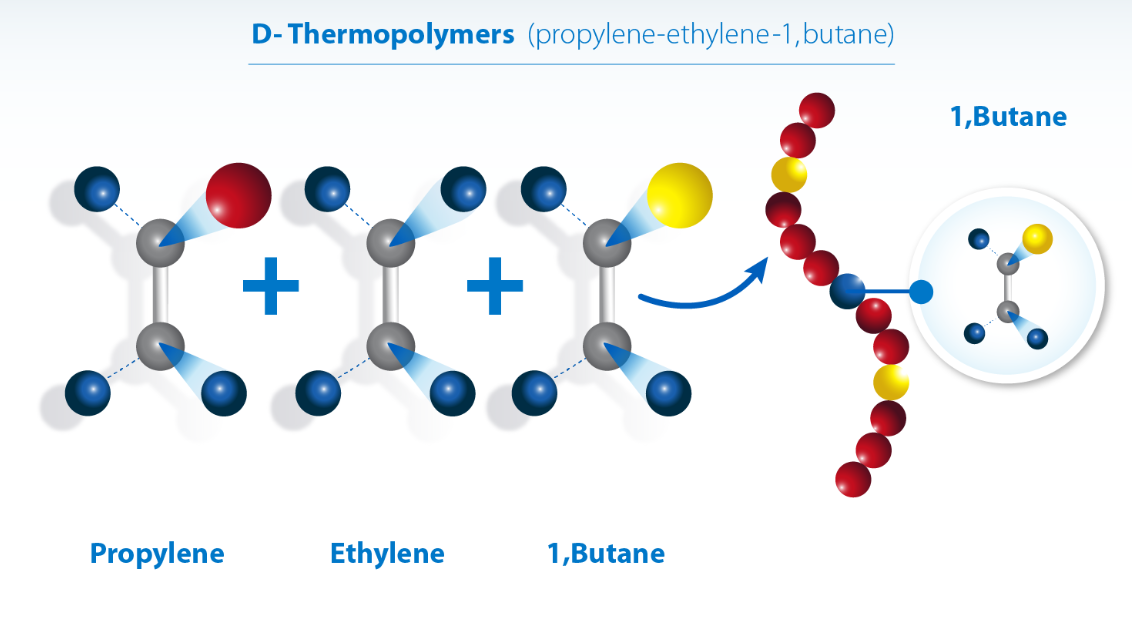 D- Thermopolymers (propylene-ethylene-1,butane)
1,Butane
Propylene
Ethylene
1,Butane